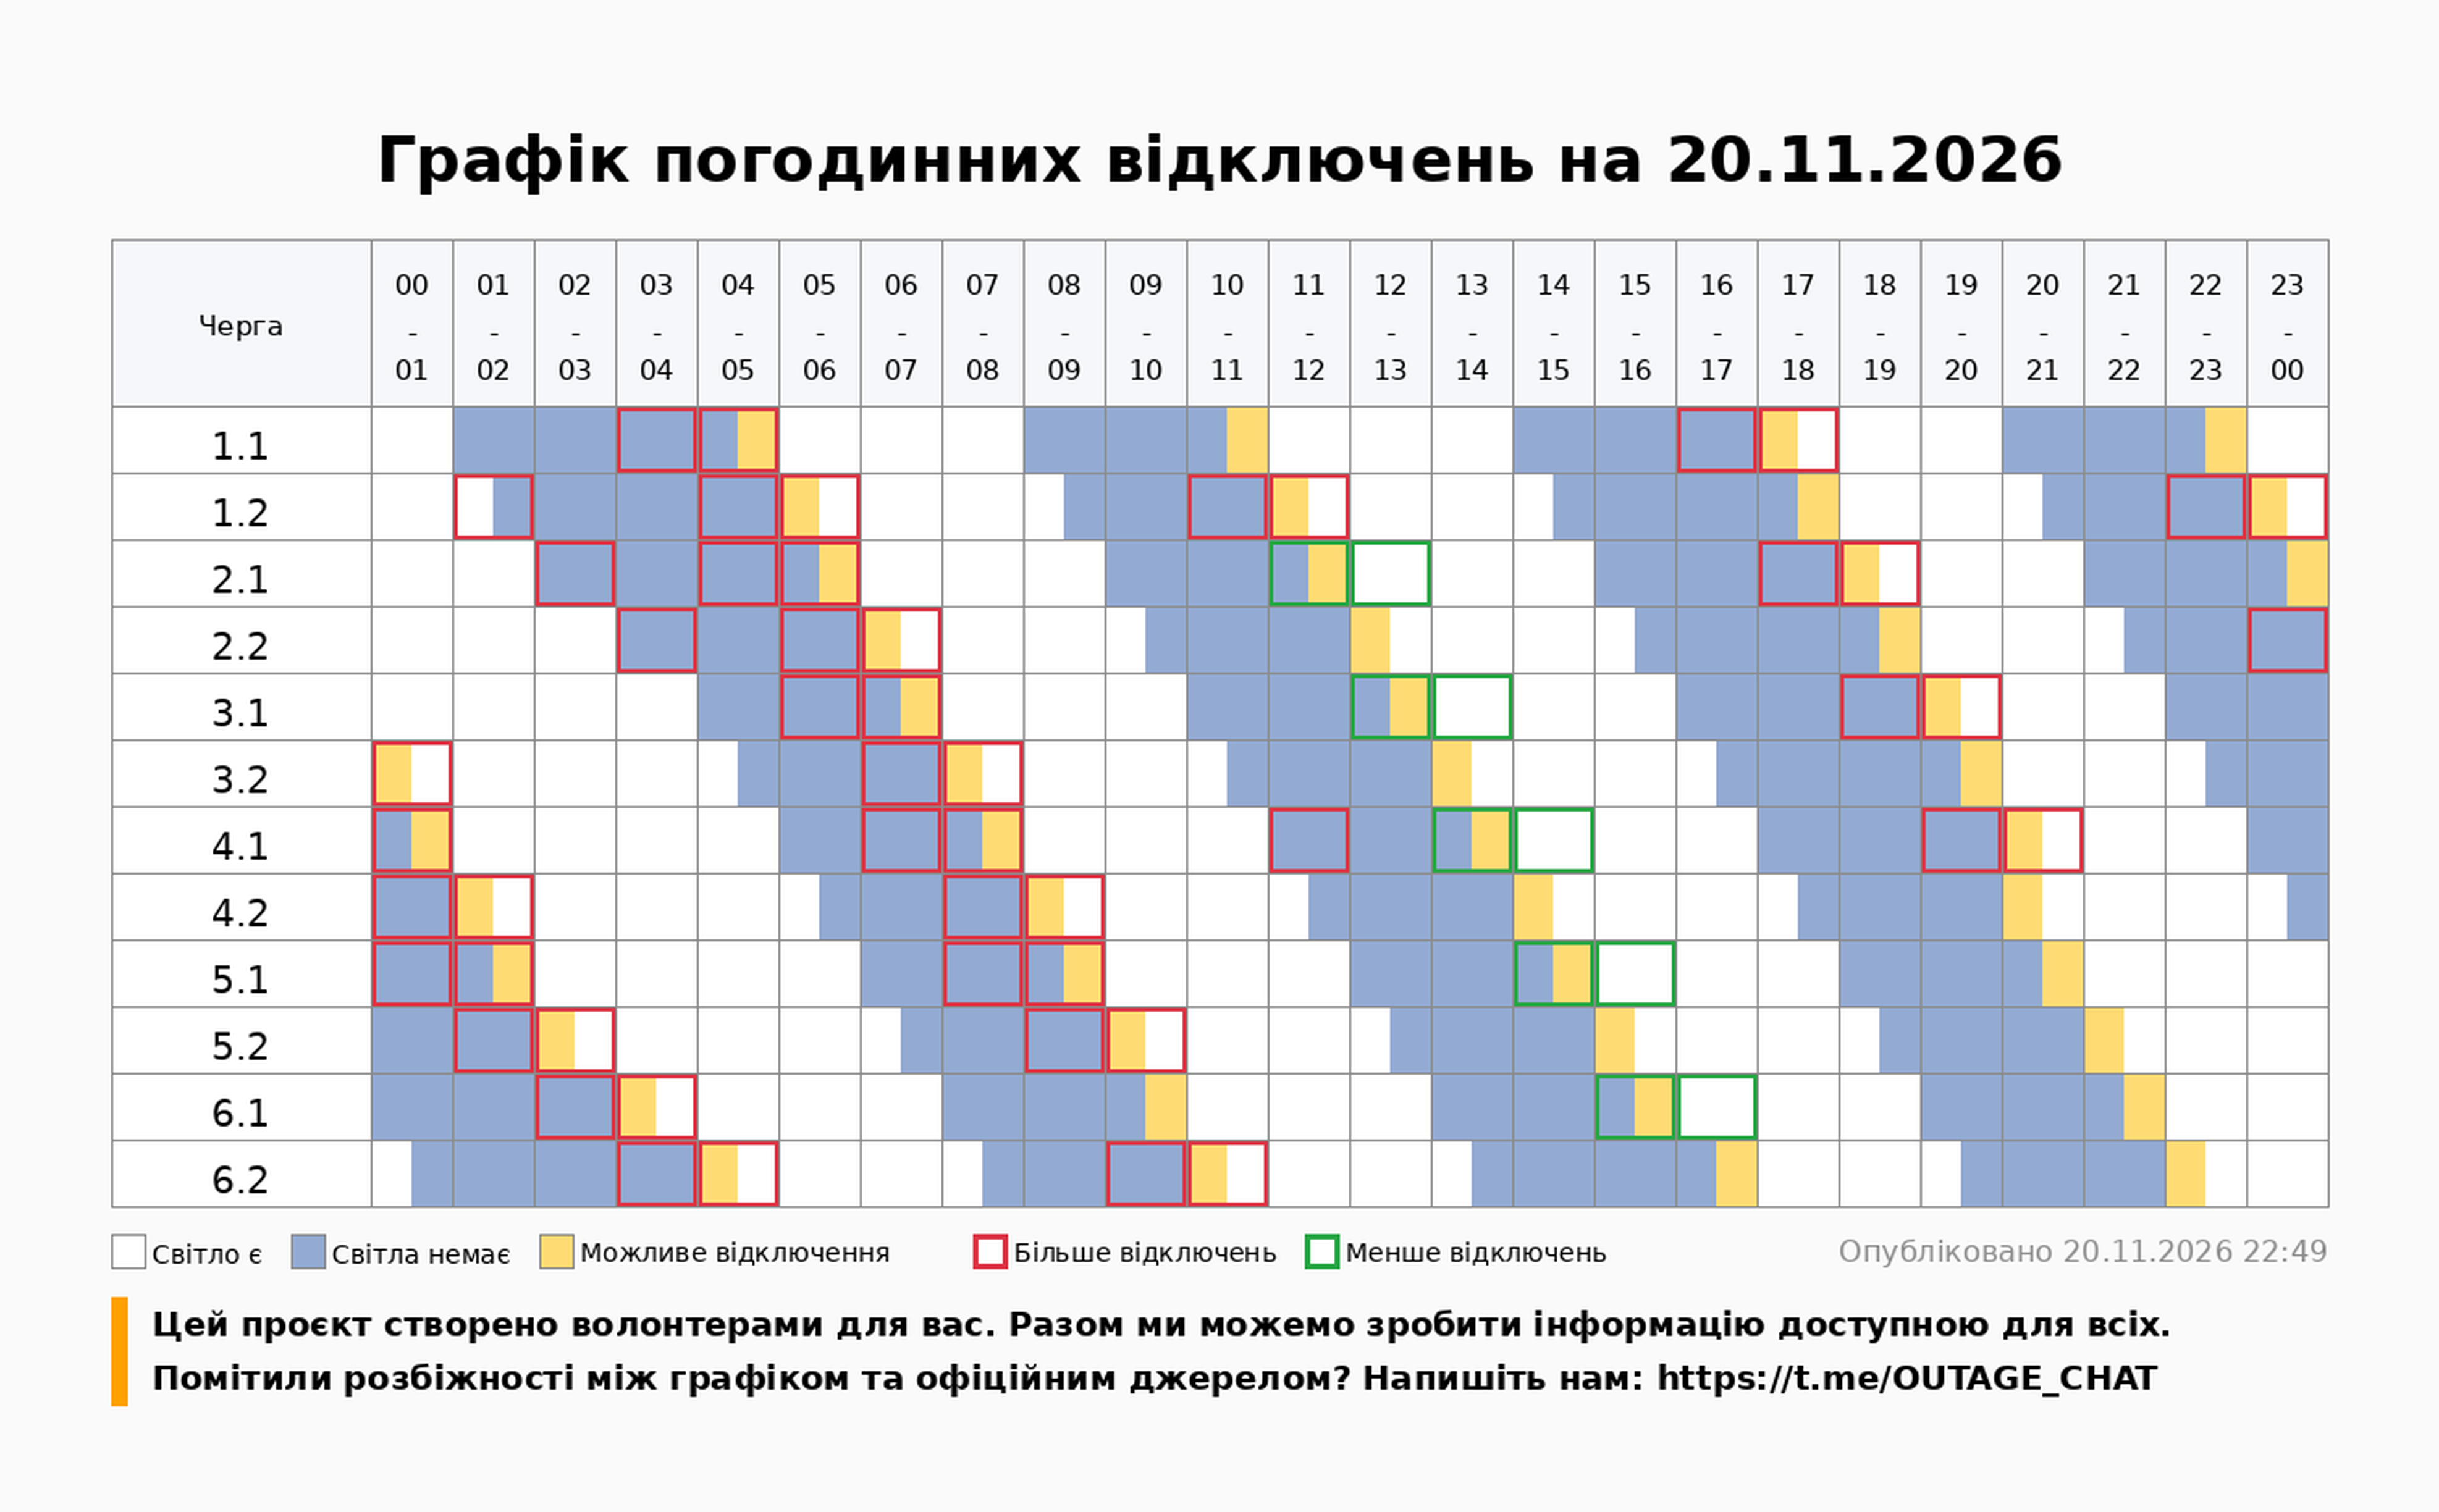 Графік погодинних відключень на 20.11.2026
Черга
00 - 01
01 - 02
02 - 03
03 - 04
04 - 05
05 - 06
06 - 07
07 - 08
08 - 09
09 - 10
10 - 11
11 - 12
12 - 13
13 - 14
14 - 15
15 - 16
16 - 17
17 - 18
18 - 19
19 - 20
20 - 21
21 - 22
22 - 23
23 - 00
1.1
1.2
2.1
2.2
3.1
3.2
4.1
4.2
5.1
5.2
6.1
6.2
Світло є
Світла немає
Можливе відключення
Більше відключень
Менше відключень
Опубліковано 20.11.2026 22:49
Цей проєкт створено волонтерами для вас. Разом ми можемо зробити інформацію доступною для всіх.
Помітили розбіжності між графіком та офіційним джерелом? Напишіть нам: https://t.me/OUTAGE_CHAT